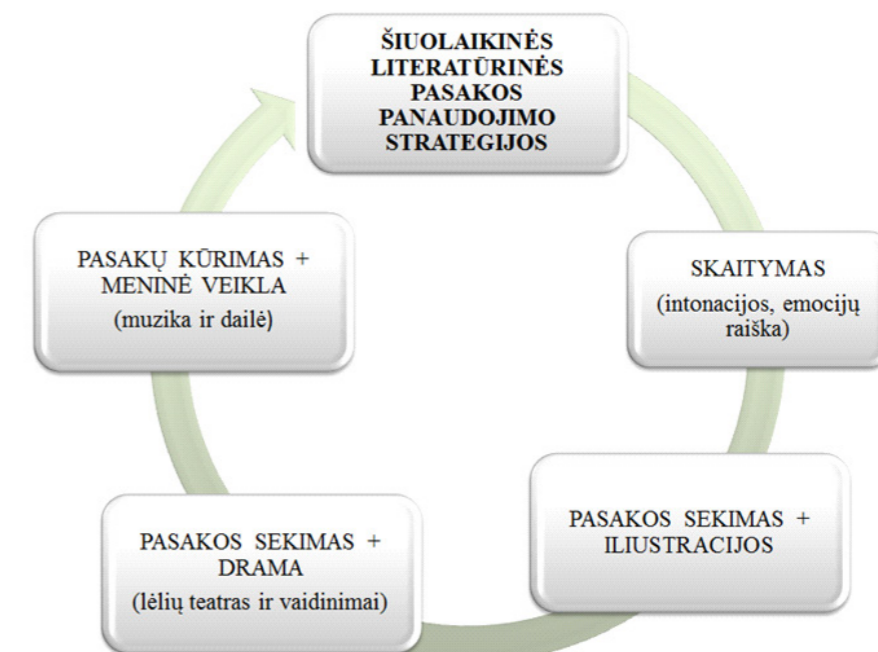 ŠIUOLAIKINĖS
LITERATŪRINĖS
PASAKOS
PANAUDOJIMO
STRATEGIJOS
SKAITYMAS
(intonacijos, emocijų
raiška)
PASAKOS SEKIMAS +
ILIUSTRACIJOS
PASAKOS SEKIMAS +
DRAMA
(lėlių teatras ir vaidinimai)
PASAKŲ KŪRIMAS +
MENINĖ VEIKLA
(muzika ir dailė)